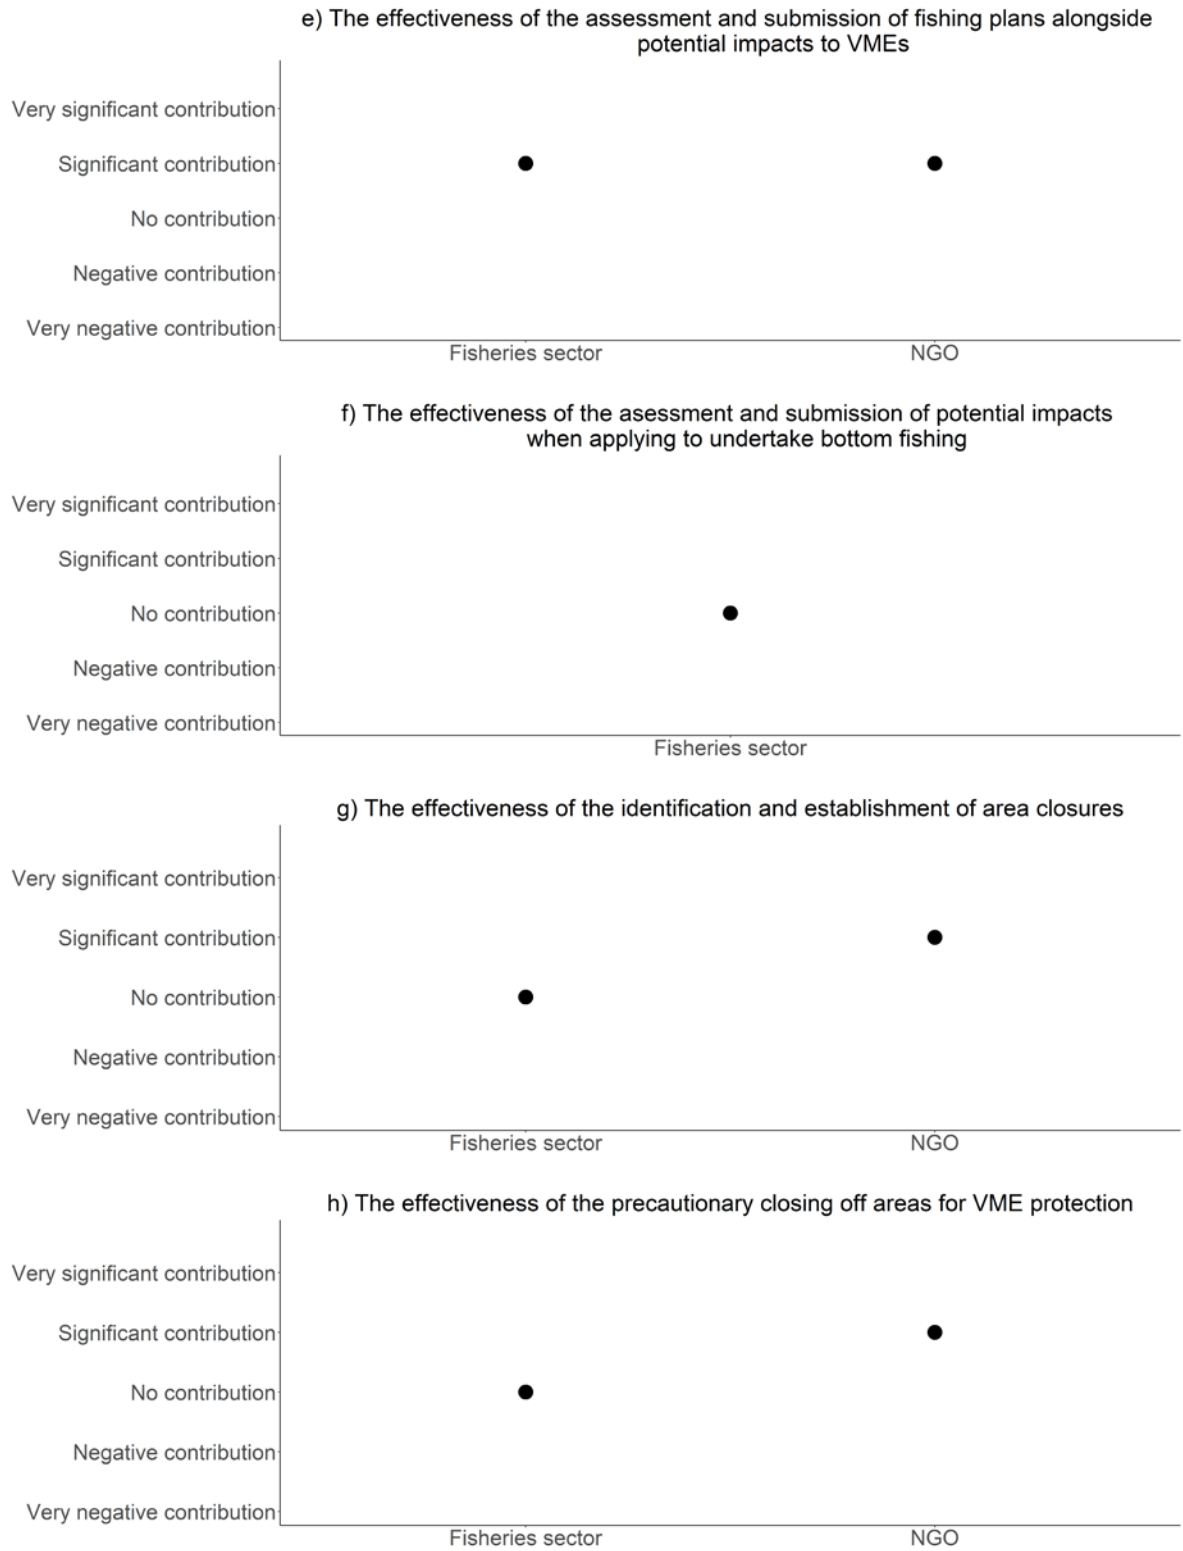 e) The effectiveness of the assessment and submission of fishing plans alongside
potential impacts to VMEs
Very significant contribution
Significant contribution
No contribution
Negative contribution
Very negative contribution
Fisheries sector
NGO
f) The effectiveness of the asessment and submission of potential impacts
when applying to undertake bottom fishing
Very significant contribution
Significant contribution
No contribution
Negative contribution
Very negative contribution
Fisheries sector
g) The effectiveness of the identification and establishment of area closures
Very significant contribution
Significant contribution
No contribution
Negative contribution
Very negative contribution
Fisheries sector
NGO
h) The effectiveness of the precautionary closing off areas for VME protection
Very significant contribution
Significant contribution
No contribution
Negative contribution
Very negative contribution
Fisheries sector
NGO